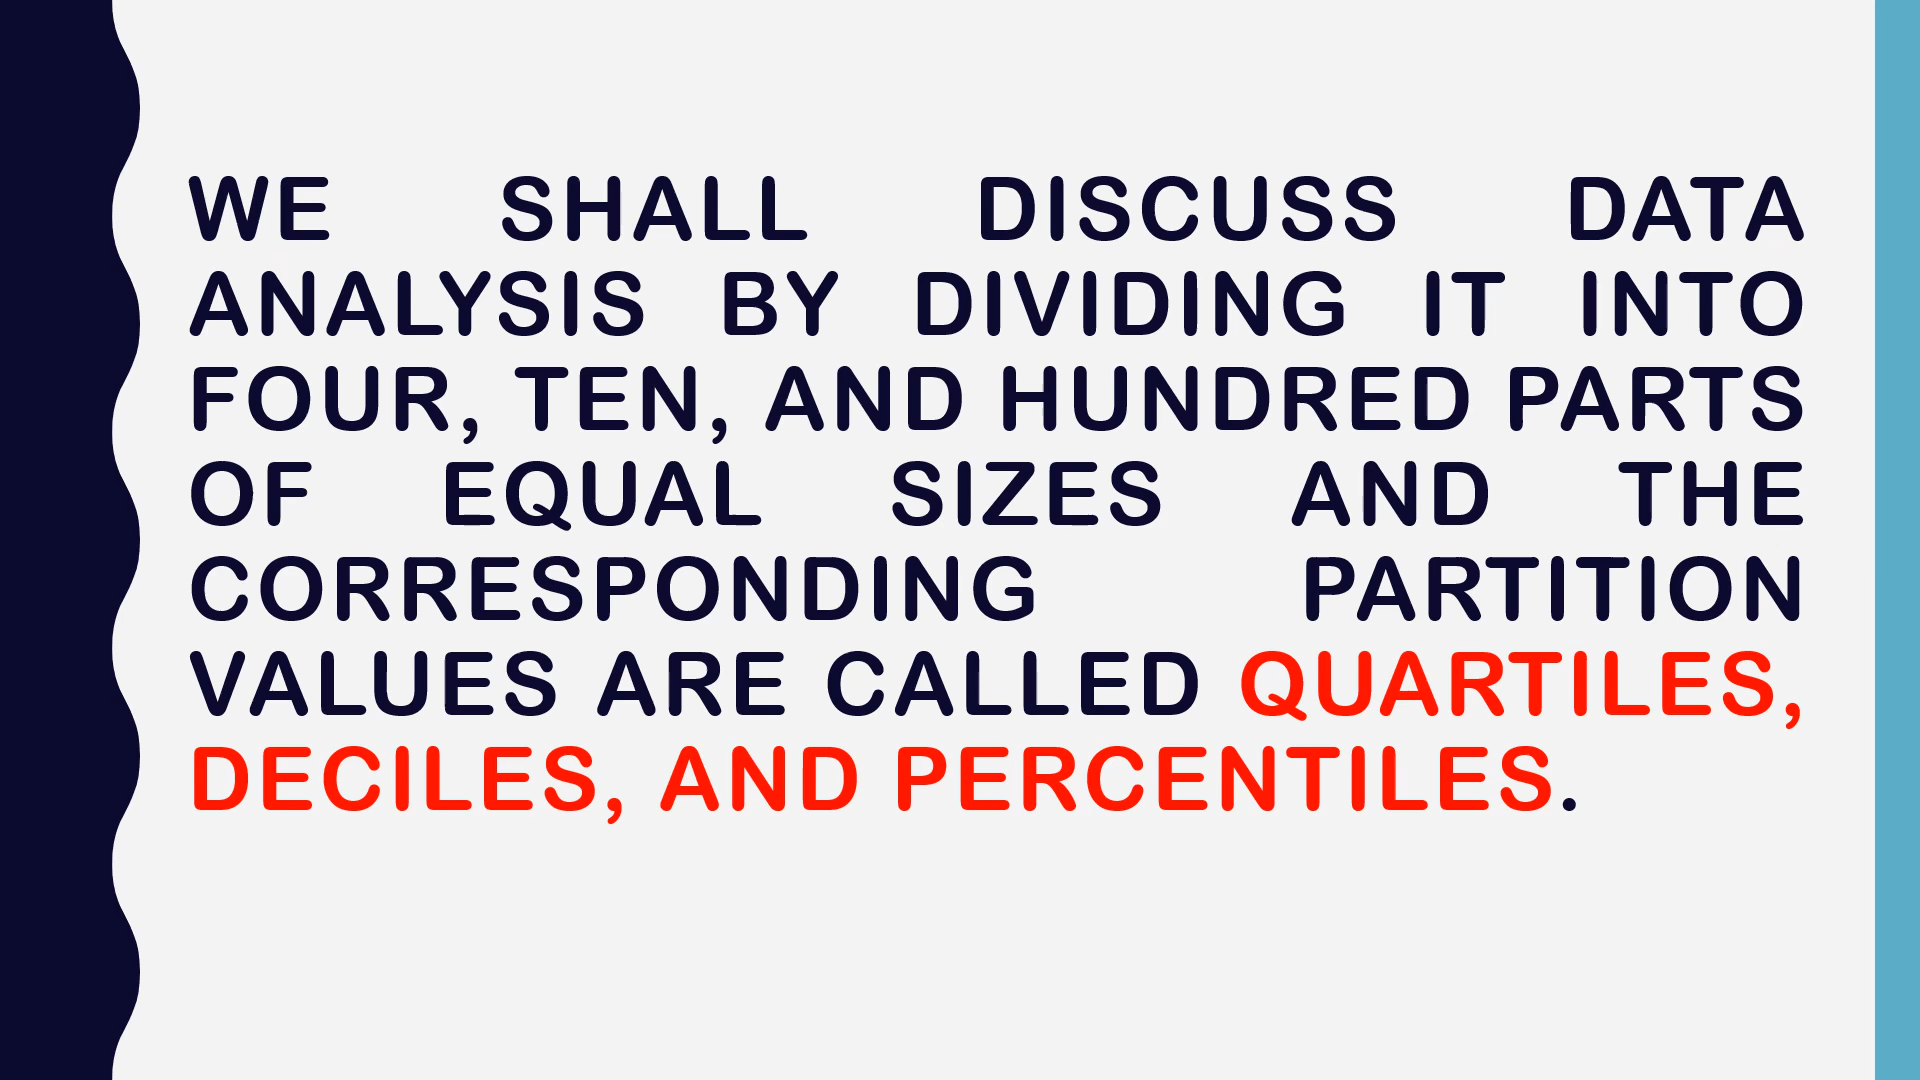 WE SHALL DISCUSS DATA
ANALYSIS BY DIVIDING IT INTO
FOUR, TEN, AND HUNDRED PARTS
OF EQUAL SIZES AND THE
CORRESPONDING PARTITION
VALUES ARE CALLED QUARTILES,
DECILES, AND PERCENTILES.